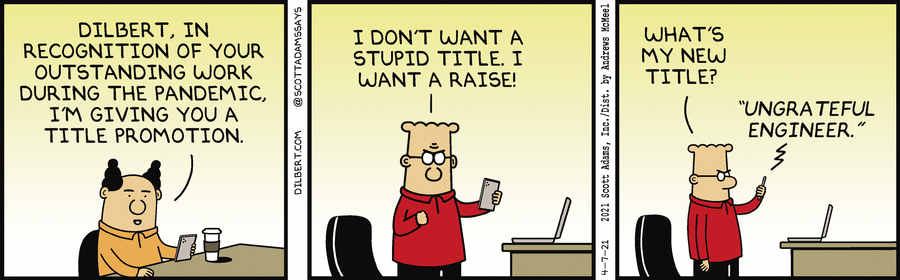 DILBERT, IN
RECOGNITION OF YOUR
OUTSTANDING WORK
DURING THE PANDEMIC,
I'M GIVING YOU A
TITLE PROMOTION.
DILBERT.COM @SCOTTADAMSSAYS
I DON'T WANT A
STUPID TITLE. I
WANT A RAISE!
4-7-21 2021 Scott Adams, Inc./Dist. by Andrews McMeel
WHAT'S
MY NEW
TITLE?
"UNGRATEFUL
ENGINEER."